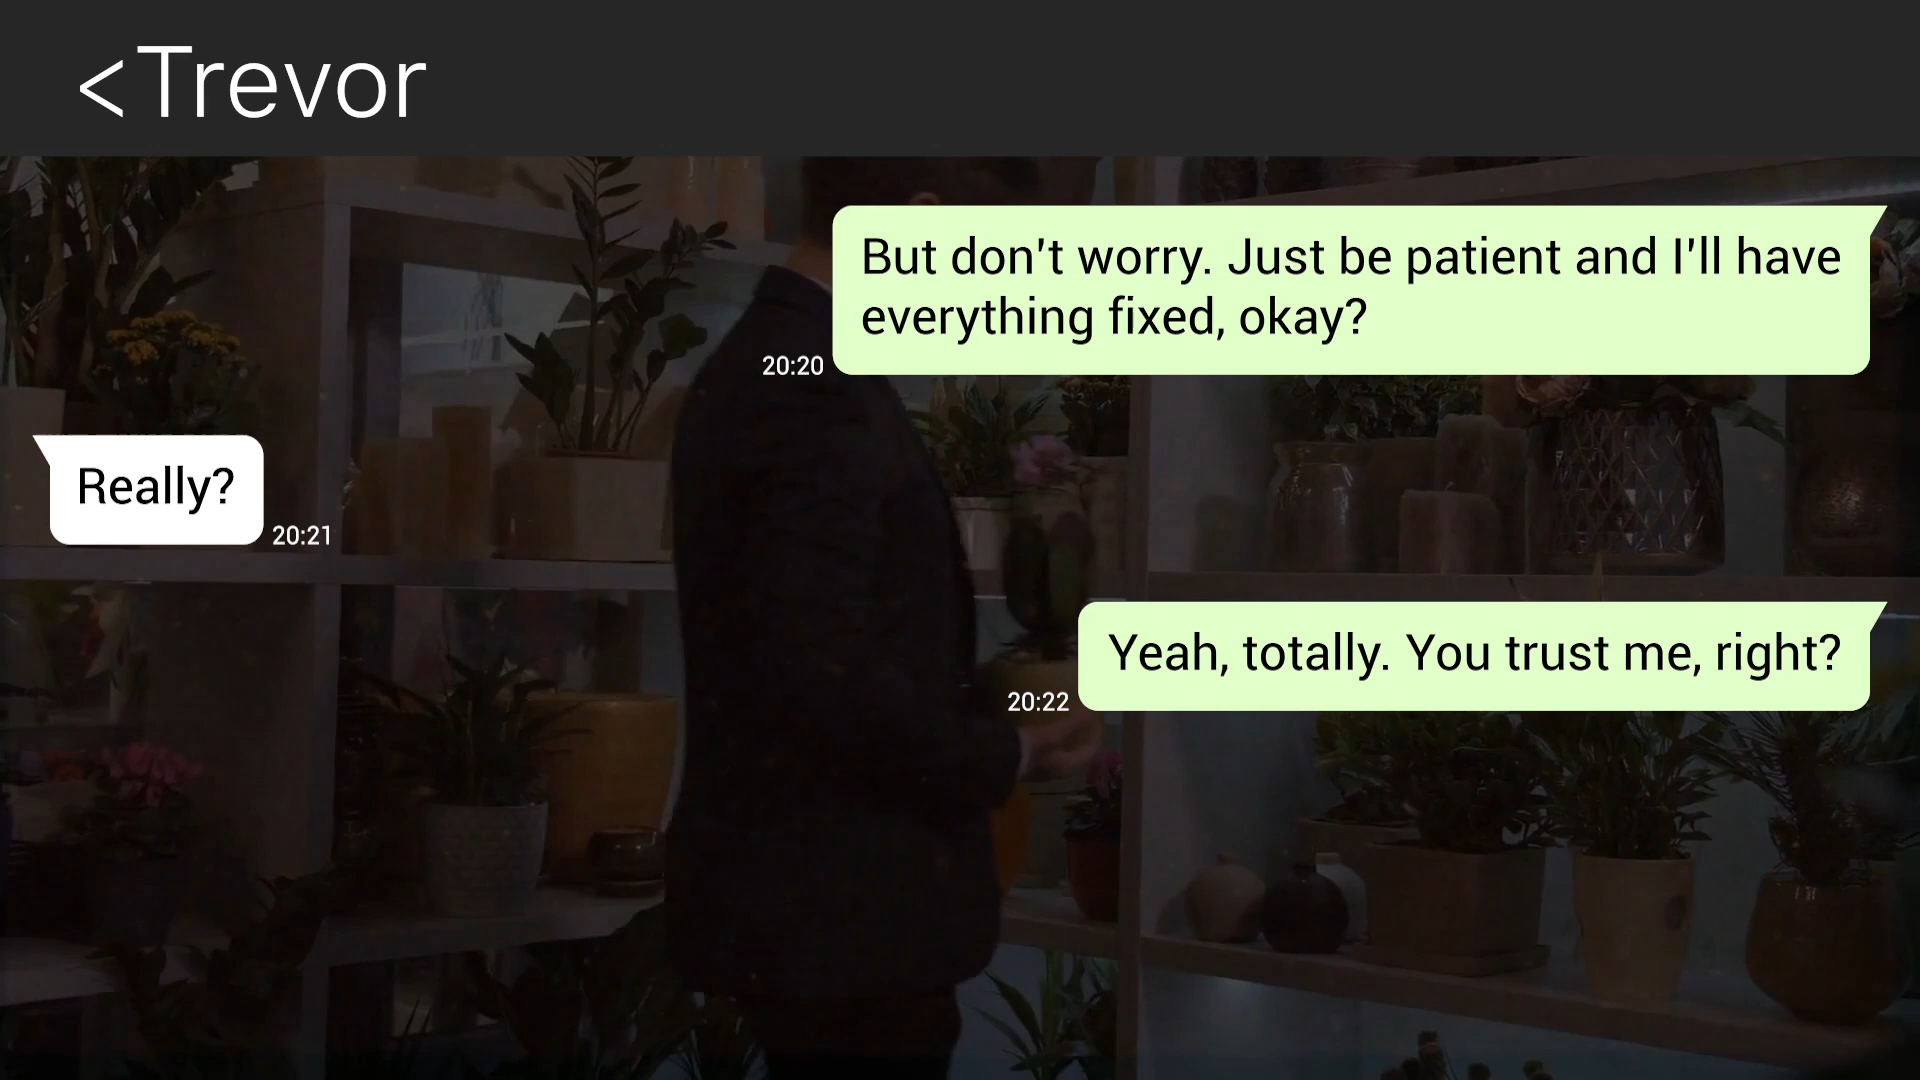 <Trevor
But don't worry. Just be patient and I'll have
everything fixed, okay?
20:20
Really?
20:21
Yeah, totally. You trust me, right?
20:22